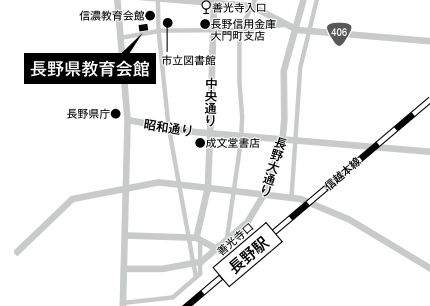 善光寺入口
信濃教育会館
長野信用金庫
大門町支店
406
長野県教育会館
市立図書館
中央通り
長野県庁
昭和通り
成文堂書店
長野大通り
信越本線
善光寺口
長野駅